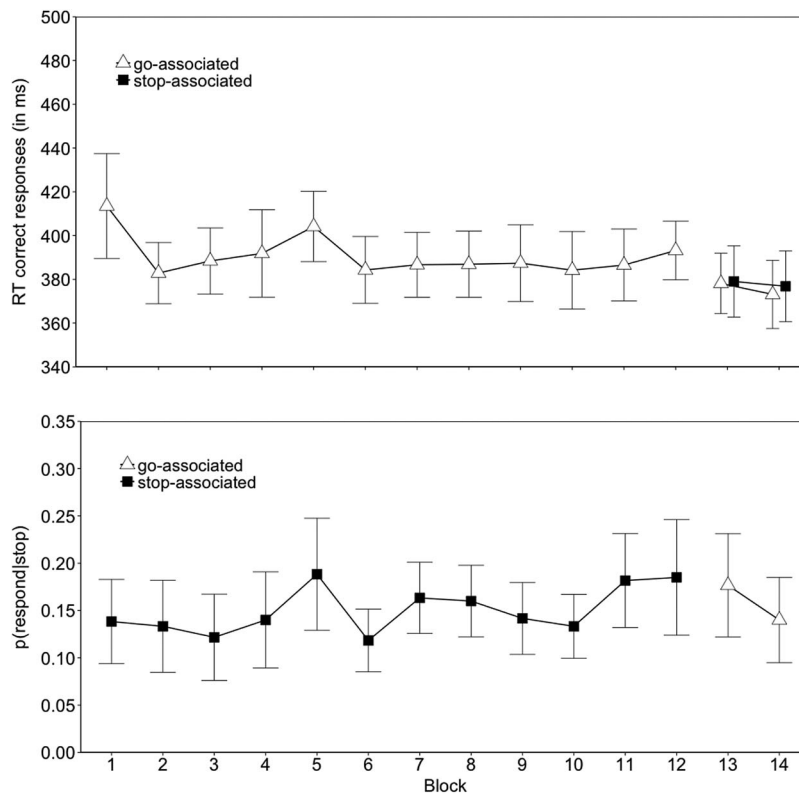 500
480
460
440
420
400
380
360
340
RT correct responses (in ms)
go-associated
stop-associated
0.35
0.30
0.25
0.20
0.15
0.10
0.05
0.00
p(respond|stop)
go-associated
stop-associated
1 2 3 4 5 6 7 8 9 10 11 12 13 14
Block